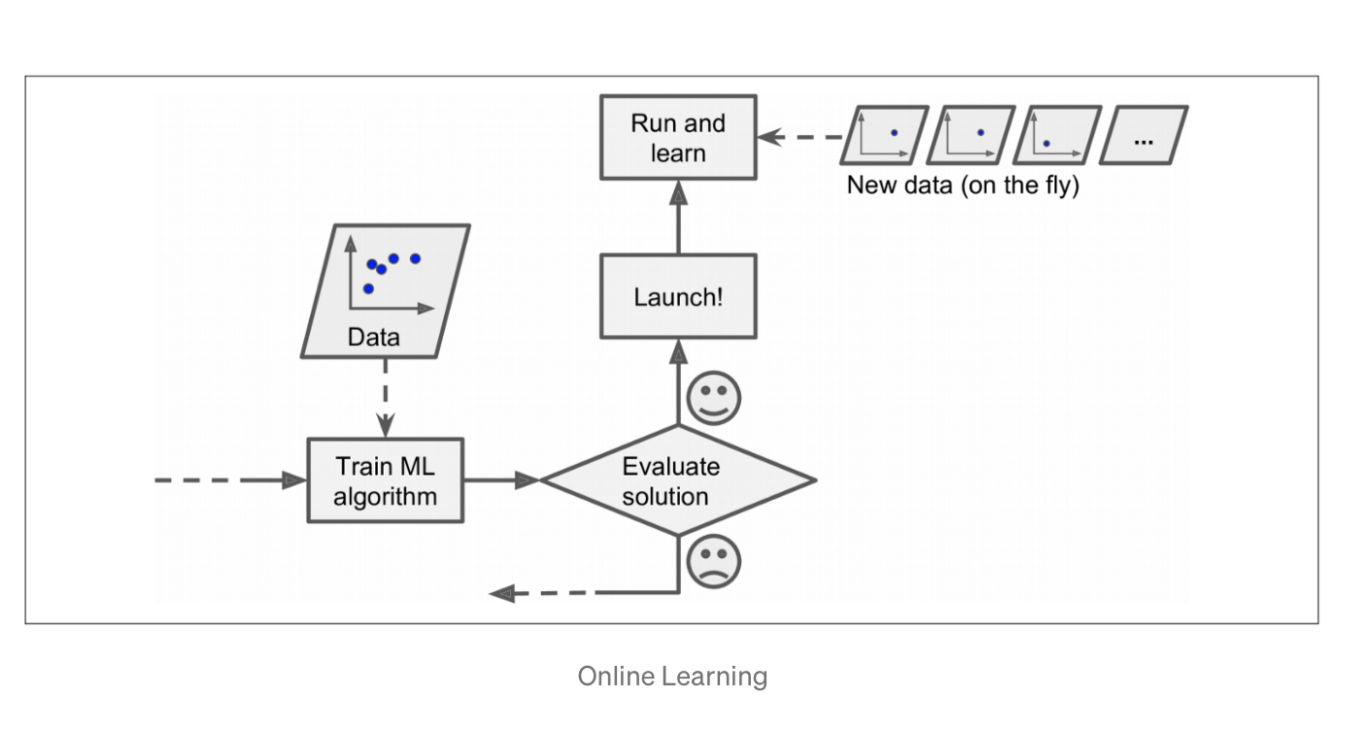 Run and
learn
...
New data (on the fly)
Launch!
Data
Train ML
algorithm
Evaluate
solution
Online Learning